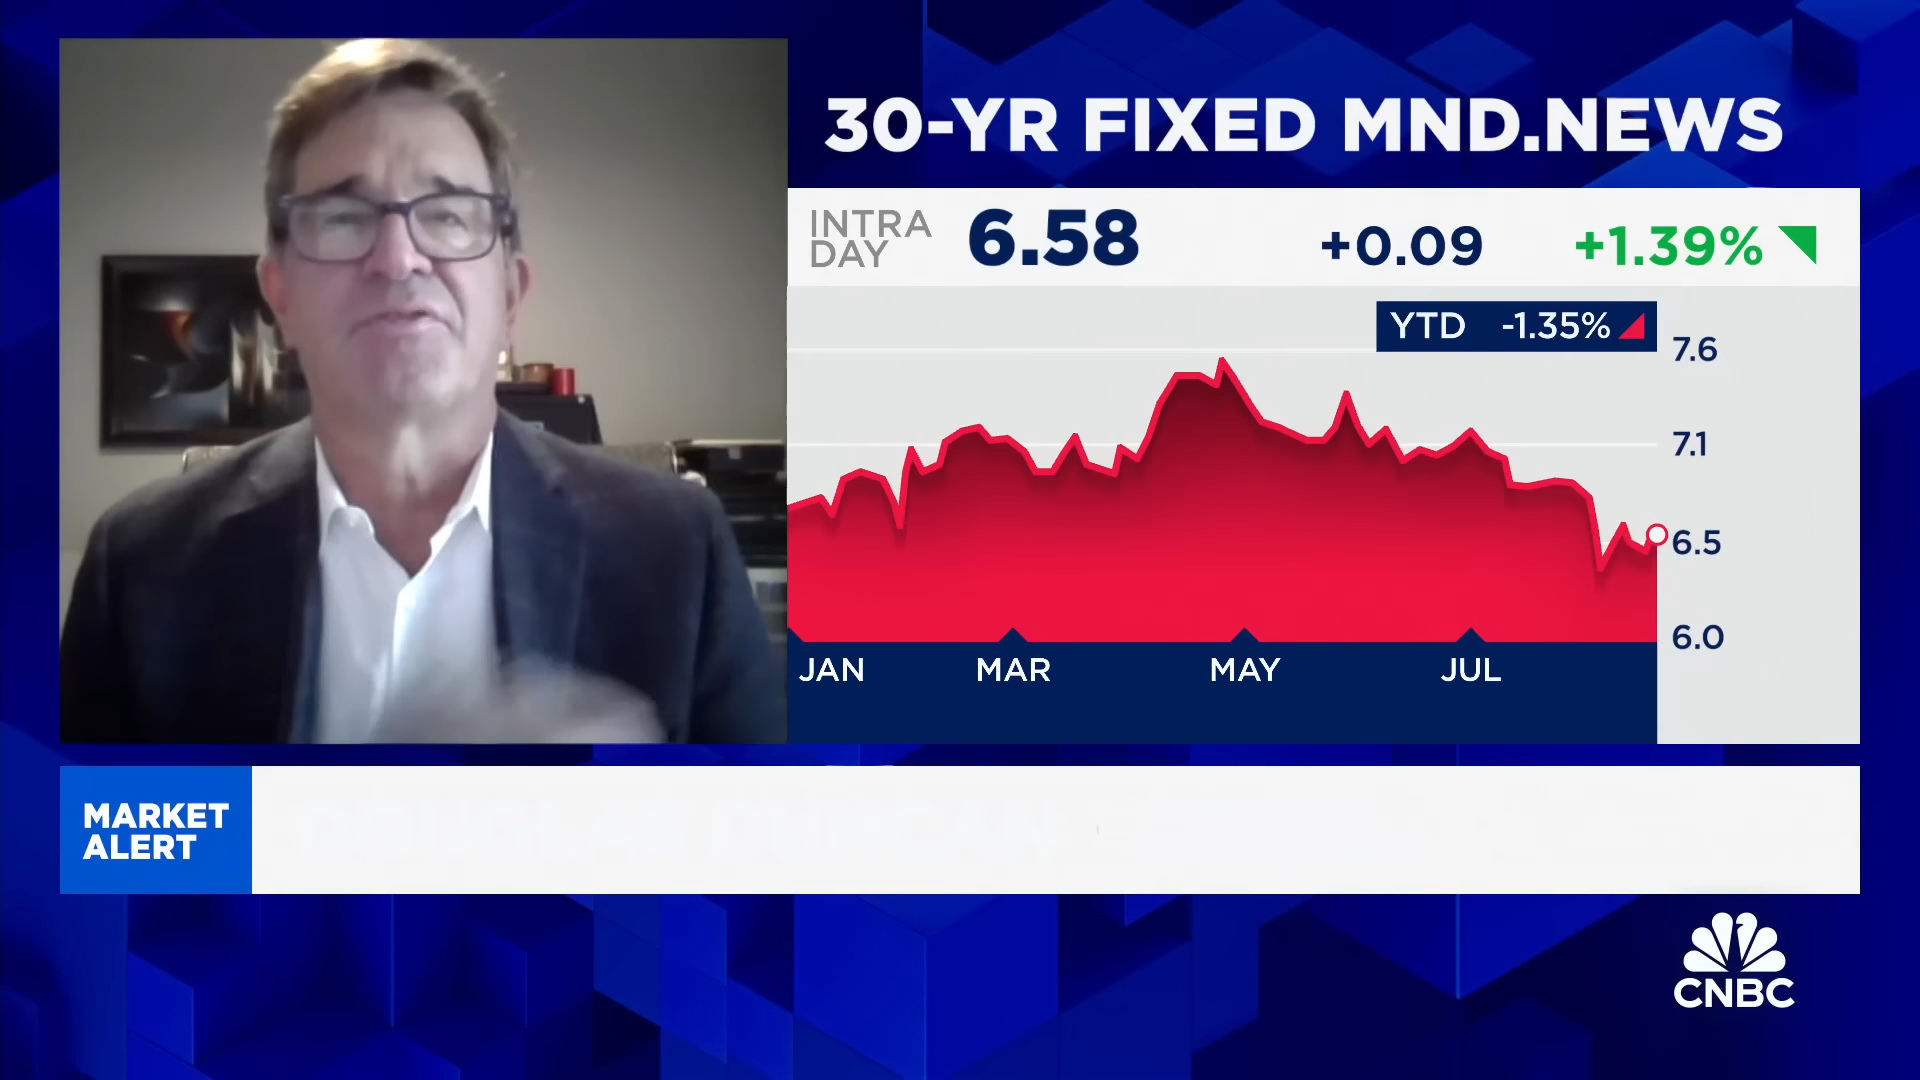 30-YR FIXED MND.NEWS
INTRA
DAY
6.58
+0.09
+1.39%
YTD -1.35%
7.6
7.1
6.5
6.0
JAN
MAR
MAY
JUL
MARKET
ALERT
CNBC